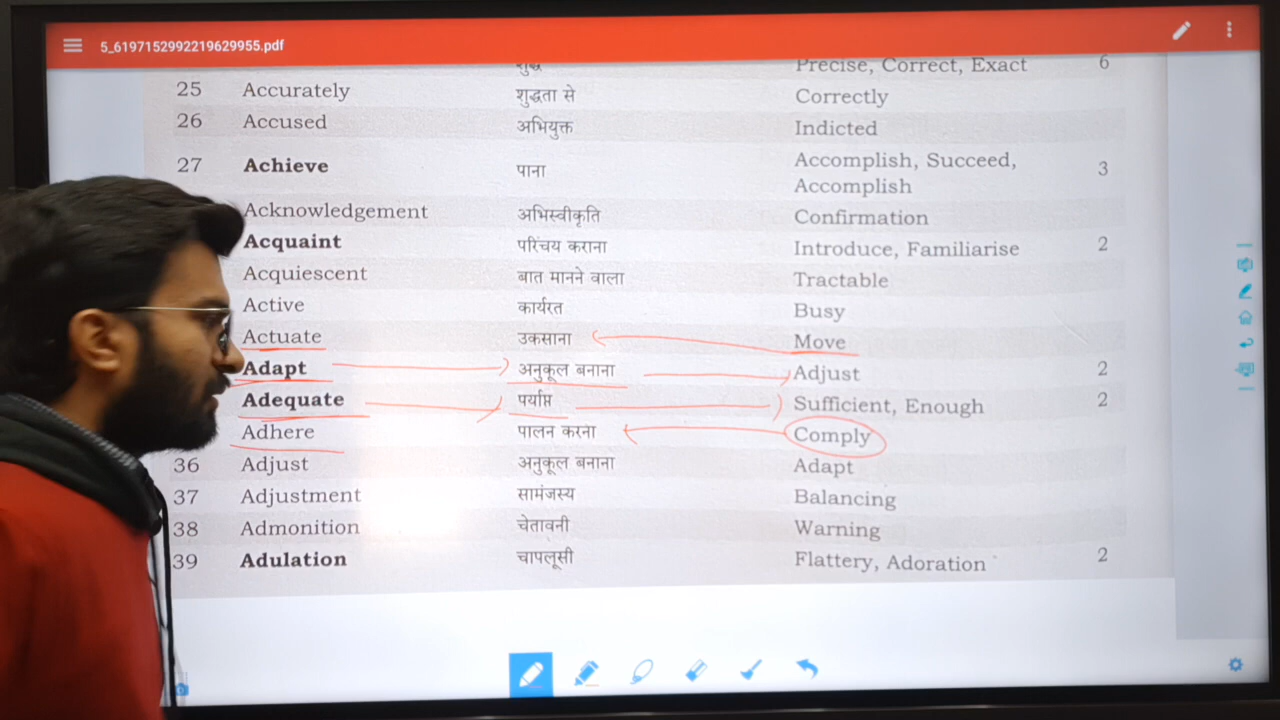 5_6197152992219629955.pdf
शुद्ध Precise, Correct, Exact 6
25 Accurately शुद्धता से Correctly
26 Accused अभियुक्त Indicted
27 Achieve पाना Accomplish, Succeed, 3
Accomplish
Acknowledgement अभिस्वीकृति Confirmation
Acquaint परिचय कराना Introduce, Familiarise 2
Acquiescent बात मानने वाला Tractable
Active कार्यरत Busy
Actuate उकसाना Move
Adapt अनुकूल बनाना Adjust 2
Adequate पर्याप्त Sufficient, Enough 2
Adhere पालन करना Comply
36 Adjust अनुकूल बनाना Adapt
37 Adjustment सामंजस्य Balancing
38 Admonition चेतावनी Warning
39 Adulation चापलूसी Flattery, Adoration 2